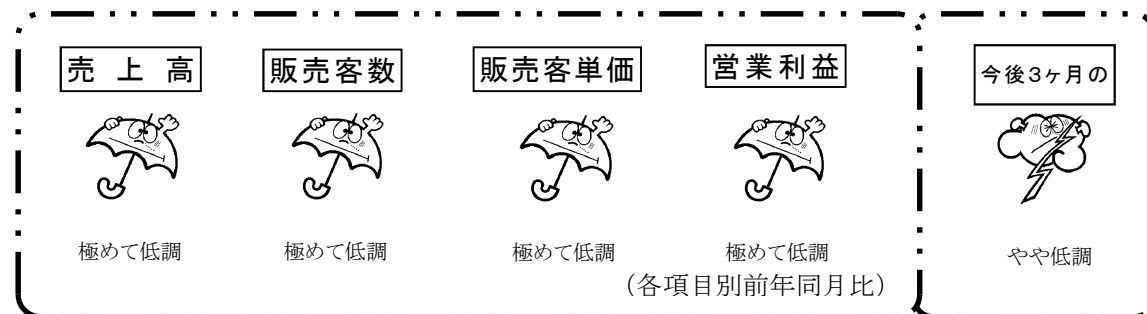 売上高 販売客数 販売客単価 営業利益 今後3ヶ月の
極めて低調 極めて低調 極めて低調 極めて低調 やや低調
（各項目別前年同月比）